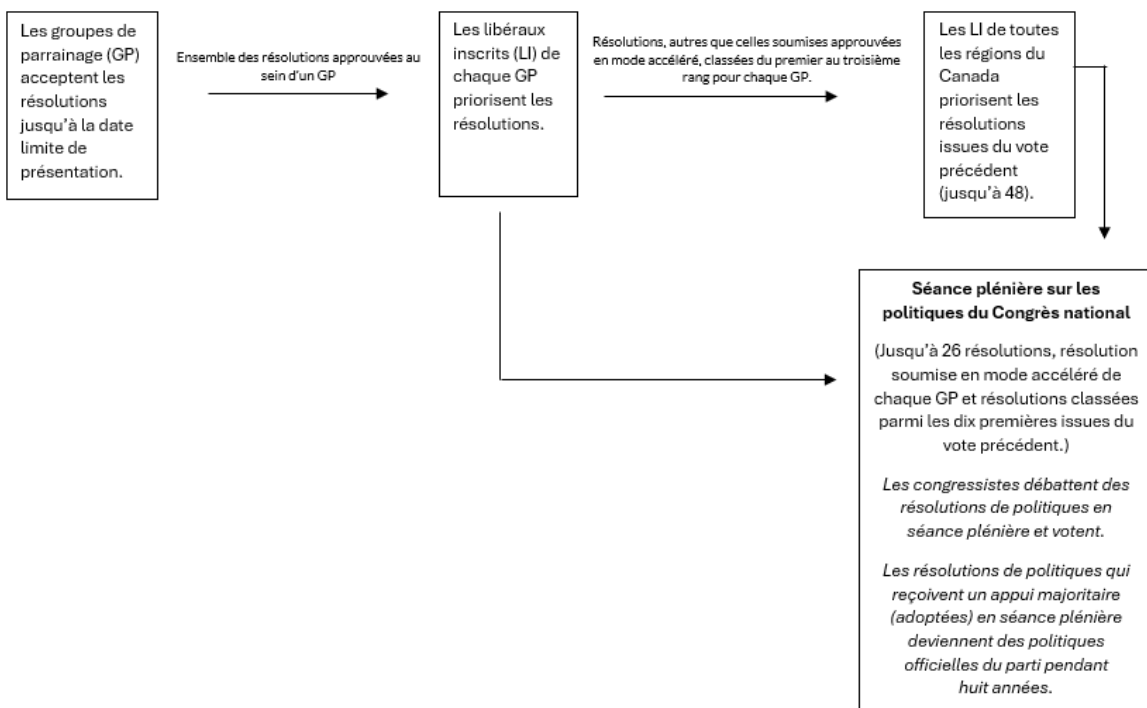 Les groupes de
parrainage (GP)
acceptent les
résolutions
jusqu'à la date
limite de
présentation.
Ensemble des résolutions approuvées au
sein d'un GP
Les libéraux
inscrits (LI) de
chaque GP
priorisent les
résolutions.
Résolutions, autres que celles soumises approuvées
en mode accéléré, classées du premier au troisième
rang pour chaque GP.
Les LI de toutes
les régions du
Canada
priorisent les
résolutions
issues du vote
précédent
(jusqu'à 48).
Séance plénière sur les
politiques du Congrès national
(Jusqu'à 26 résolutions, résolution
soumise en mode accéléré de
chaque GP et résolutions classées
parmi les dix premières issues du
vote précédent.)
Les congressistes débattent des
résolutions de politiques en
séance plénière et votent.
Les résolutions de politiques qui
reçoivent un appui majoritaire
(adoptées) en séance plénière
deviennent des politiques
officielles du parti pendant
huit années.